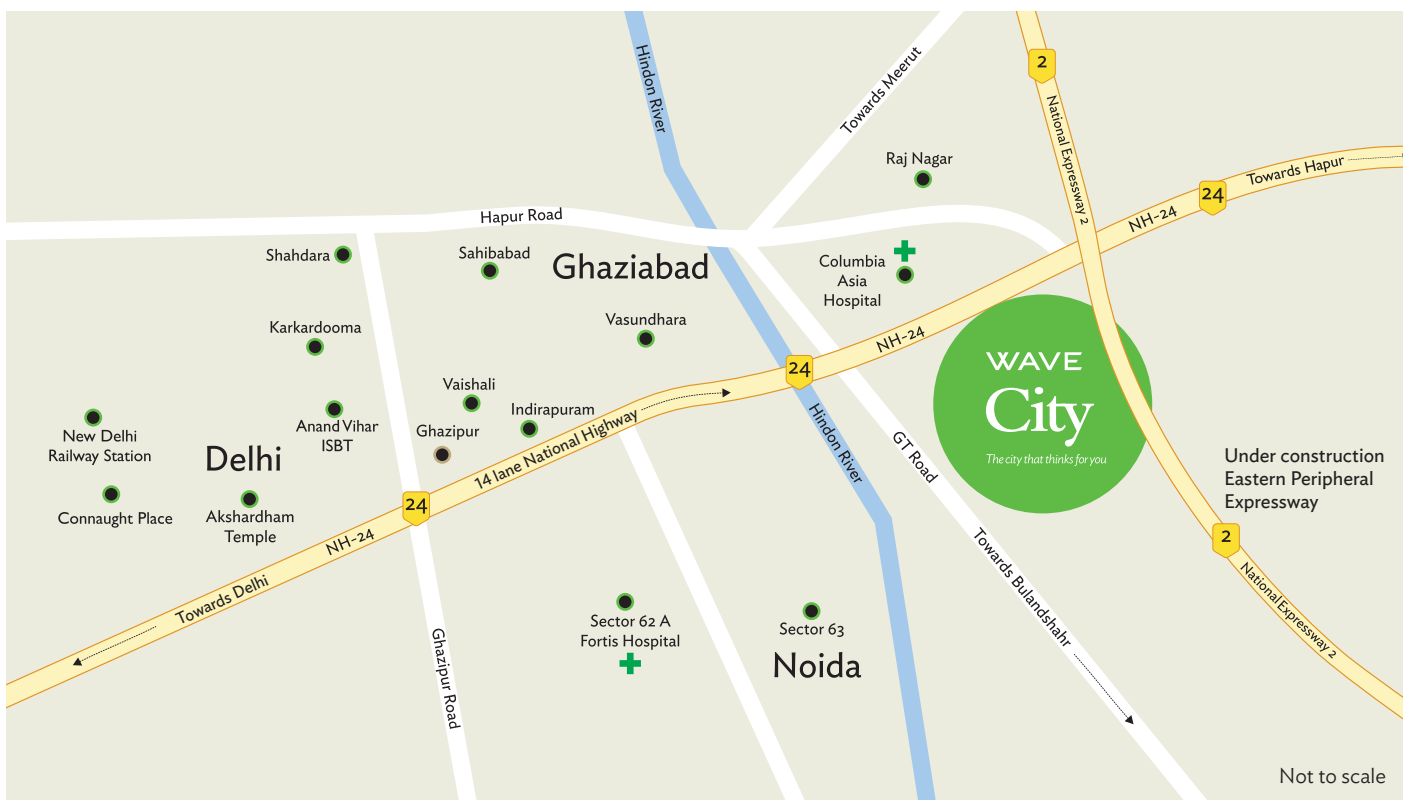 2
Hindon River
Towards Meerut
National Expressway 2
Raj Nagar
Towards Hapur
24
NH-24
Hapur Road
Shahdara
Sahibabad
Ghaziabad
Columbia
Asia
Hospital
Karkardooma
Vasundhara
NH-24
24
WAVE
City
The city that thinks for you
Vaishali
Indirapuram
14 lane National Highway
Ghazipur
Anand Vihar
ISBT
New Delhi
Railway Station
Delhi
Connaught Place
Akshardham
Temple
24
NH-24
Towards Delhi
Hindon River
GT Road
Under construction
Eastern Peripheral
Expressway
2
National Expressway 2
Towards Bulandshahr
Sector 62 A
Fortis Hospital
Sector 63
Noida
Ghazipur Road
Not to scale